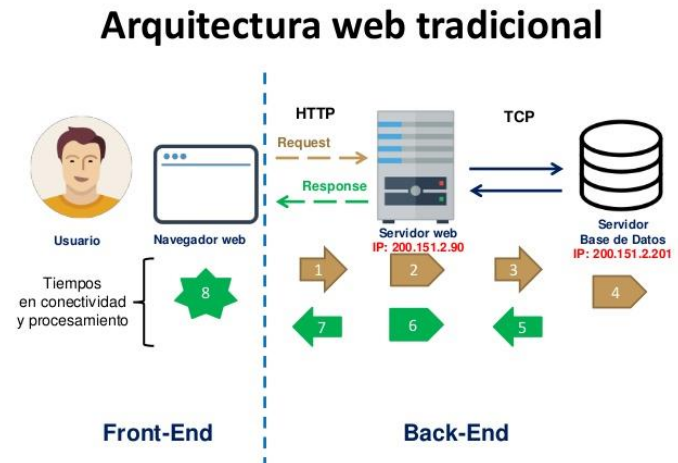 Arquitectura web tradicional
HTTP
TCP
Request
Response
Usuario
Navegador web
Servidor web
IP: 200.151.2.90
Servidor
Base de Datos
IP: 200.151.2.201
Tiempos
en conectividad
y procesamiento
8
1
2
3
4
7
6
5
Front-End
Back-End